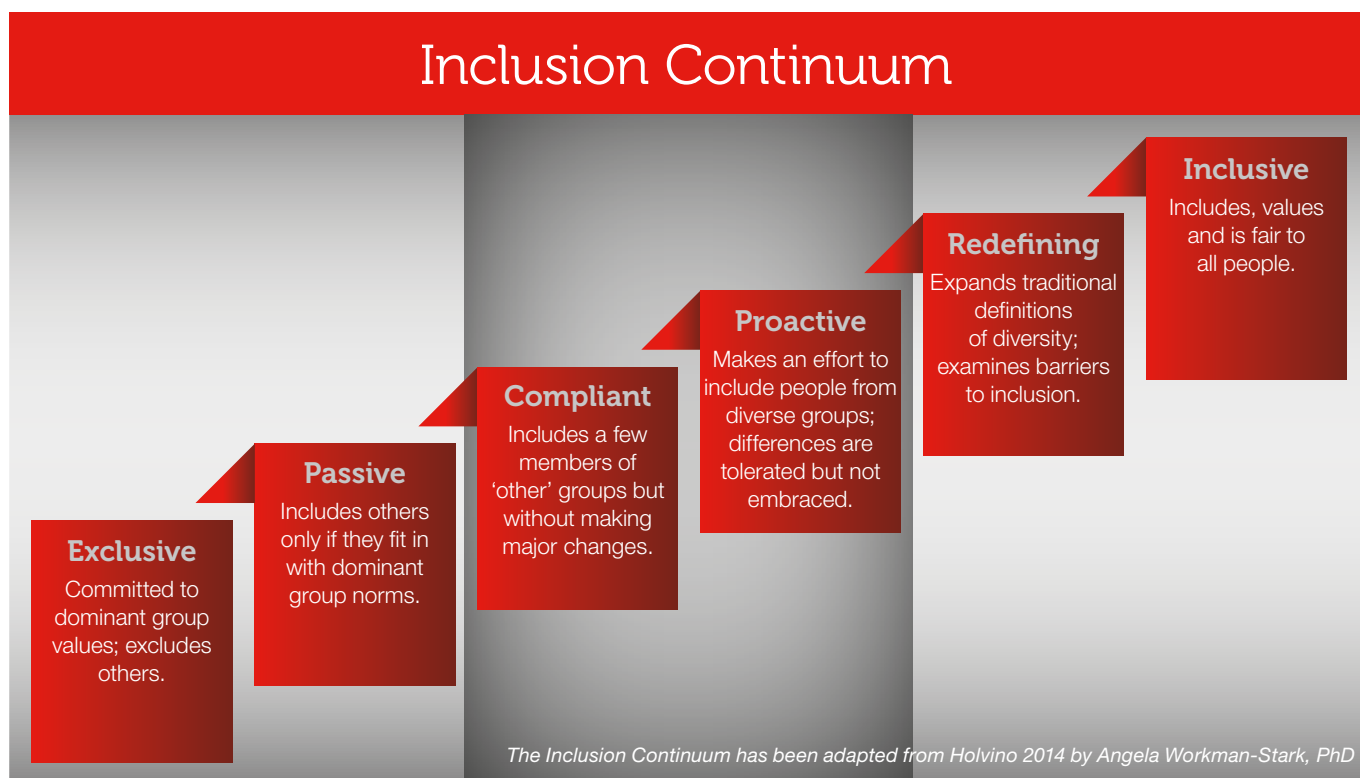 Inclusion Continuum
Exclusive
Committed to
dominant group
values; excludes
others.
Passive
Includes others
only if they fit in
with dominant
group norms.
Compliant
Includes a few
members of
‘other’ groups but
without making
major changes.
Proactive
Makes an effort to
include people from
diverse groups;
differences are
tolerated but not
embraced.
Redefining
Expands traditional
definitions
of diversity;
examines barriers
to inclusion.
Inclusive
Includes, values
and is fair to
all people.
The Inclusion Continuum has been adapted from Holvino 2014 by Angela Workman-Stark, PhD